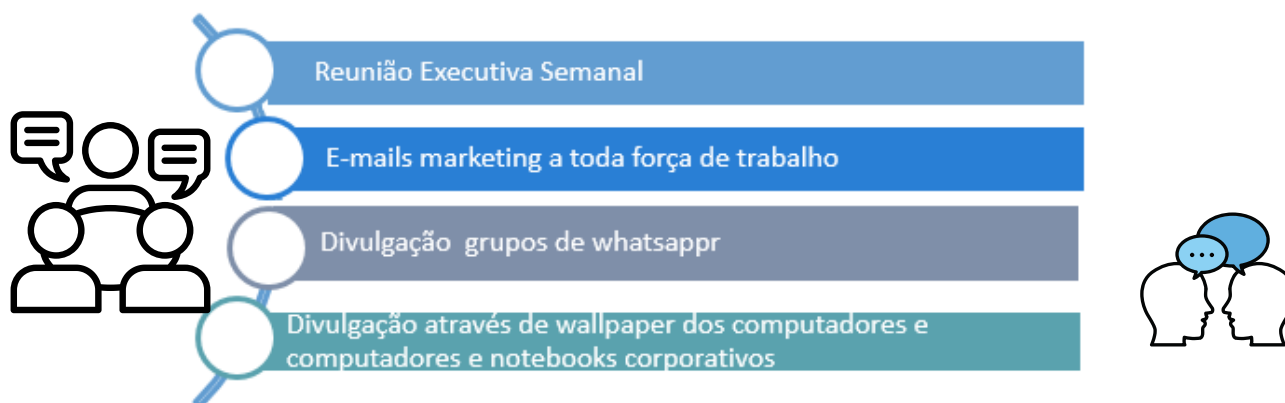 Reunião Executiva Semanal
E-mails marketing a toda força de trabalho
Divulgação  grupos de whatsappr
Divulgação através de wallpaper dos computadores e
computadores e notebooks corporativos